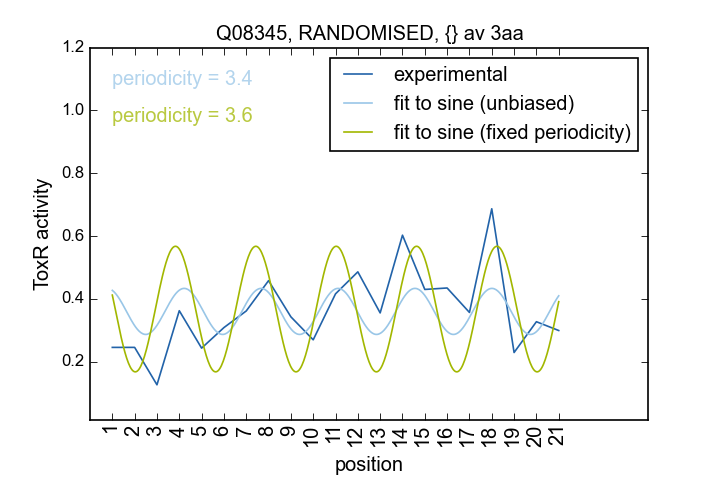 Q08345, RANDOMISED, {} av 3aa
periodicity = 3.4
periodicity = 3.6
experimental
fit to sine (unbiased)
fit to sine (fixed periodicity)
1.2
1.0
0.8
0.6
0.4
0.2
ToxR activity
1 2 3 4 5 6 7 8 9 10 11 12 13 14 15 16 17 18 19 20 21
position